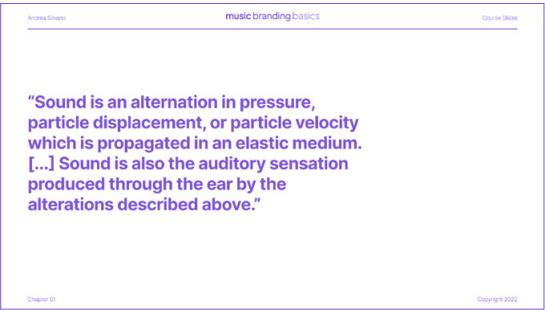 Andrea Silvano
music branding basics
Course Slides
“Sound is an alternation in pressure,
particle displacement, or particle velocity
which is propagated in an elastic medium.
[...] Sound is also the auditory sensation
produced through the ear by the
alterations described above.”
Chapter 01
Copyright 2022